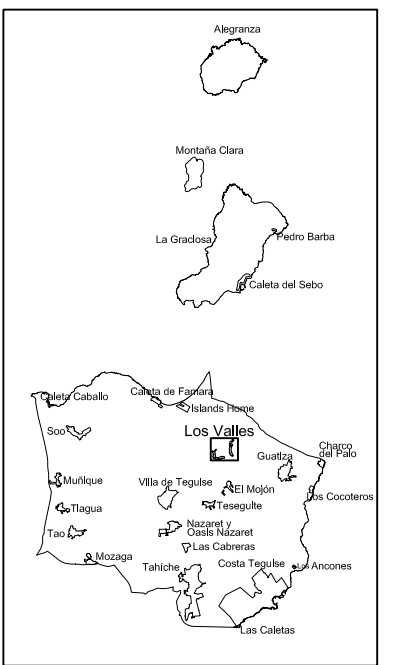 Alegranza
Montaña Clara
La Graciosa
Pedro Barba
Caleta del Sebo
Caleta Caballo
Caleta de Famara
Islands Home
Soo
Los Valles
Guatiza
Charco
del Palo
Muñique
Villa de Teguise
El Mojón
Los Cocoteros
Tiagua
Teseguite
Tao
Nazaret y
Oasis Nazaret
Las Cabreras
Mozaga
Tahíche
Costa Teguise
Los Ancones
Las Caletas